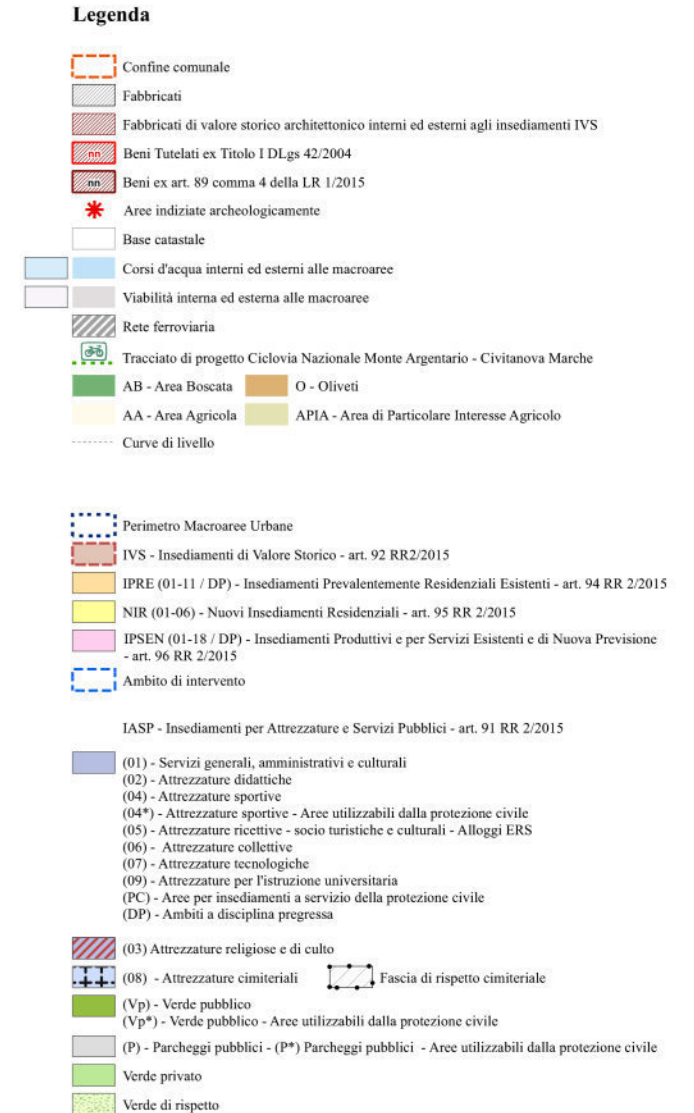 Legenda
Confine comunale
Fabbricati
Fabbricati di valore storico architettonico interni ed esterni agli insediamenti IVS
nn Beni Tutelati ex Titolo I DLgs 42/2004
nn Beni ex art. 89 comma 4 della LR 1/2015
Aree indiziate archeologicamente
Base catastale
Corsi d'acqua interni ed esterni alle macroaree
Viabilità interna ed esterna alle macroaree
Rete ferroviaria
Tracciato di progetto Ciclovia Nazionale Monte Argentario - Civitanova Marche
AB - Area Boscata O - Oliveti
AA - Area Agricola APIA - Area di Particolare Interesse Agricolo
Curve di livello
Perimetro Macroaree Urbane
IVS - Insediamenti di Valore Storico - art. 92 RR2/2015
IPRE (01-11 / DP) - Insediamenti Prevalentemente Residenziali Esistenti - art. 94 RR 2/2015
NIR (01-06) - Nuovi Insediamenti Residenziali - art. 95 RR 2/2015
IPSEN (01-18 / DP) - Insediamenti Produttivi e per Servizi Esistenti e di Nuova Previsione
- art. 96 RR 2/2015
Ambito di intervento
IASP - Insediamenti per Attrezzature e Servizi Pubblici - art. 91 RR 2/2015
(01) - Servizi generali, amministrativi e culturali
(02) - Attrezzature didattiche
(04) - Attrezzature sportive
(04*) - Attrezzature sportive - Aree utilizzabili dalla protezione civile
(05) - Attrezzature ricettive - socio turistiche e culturali - Alloggi ERS
(06) - Attrezzature collettive
(07) - Attrezzature tecnologiche
(09) - Attrezzature per l'istruzione universitaria
(PC) - Aree per insediamenti a servizio della protezione civile
(DP) - Ambiti a disciplina pregressa
(03) Attrezzature religiose e di culto
(08) - Attrezzature cimiteriali Fascia di rispetto cimiteriale
(Vp) - Verde pubblico
(Vp*) - Verde pubblico - Aree utilizzabili dalla protezione civile
(P) - Parcheggi pubblici - (P*) Parcheggi pubblici - Aree utilizzabili dalla protezione civile
Verde privato
Verde di rispetto